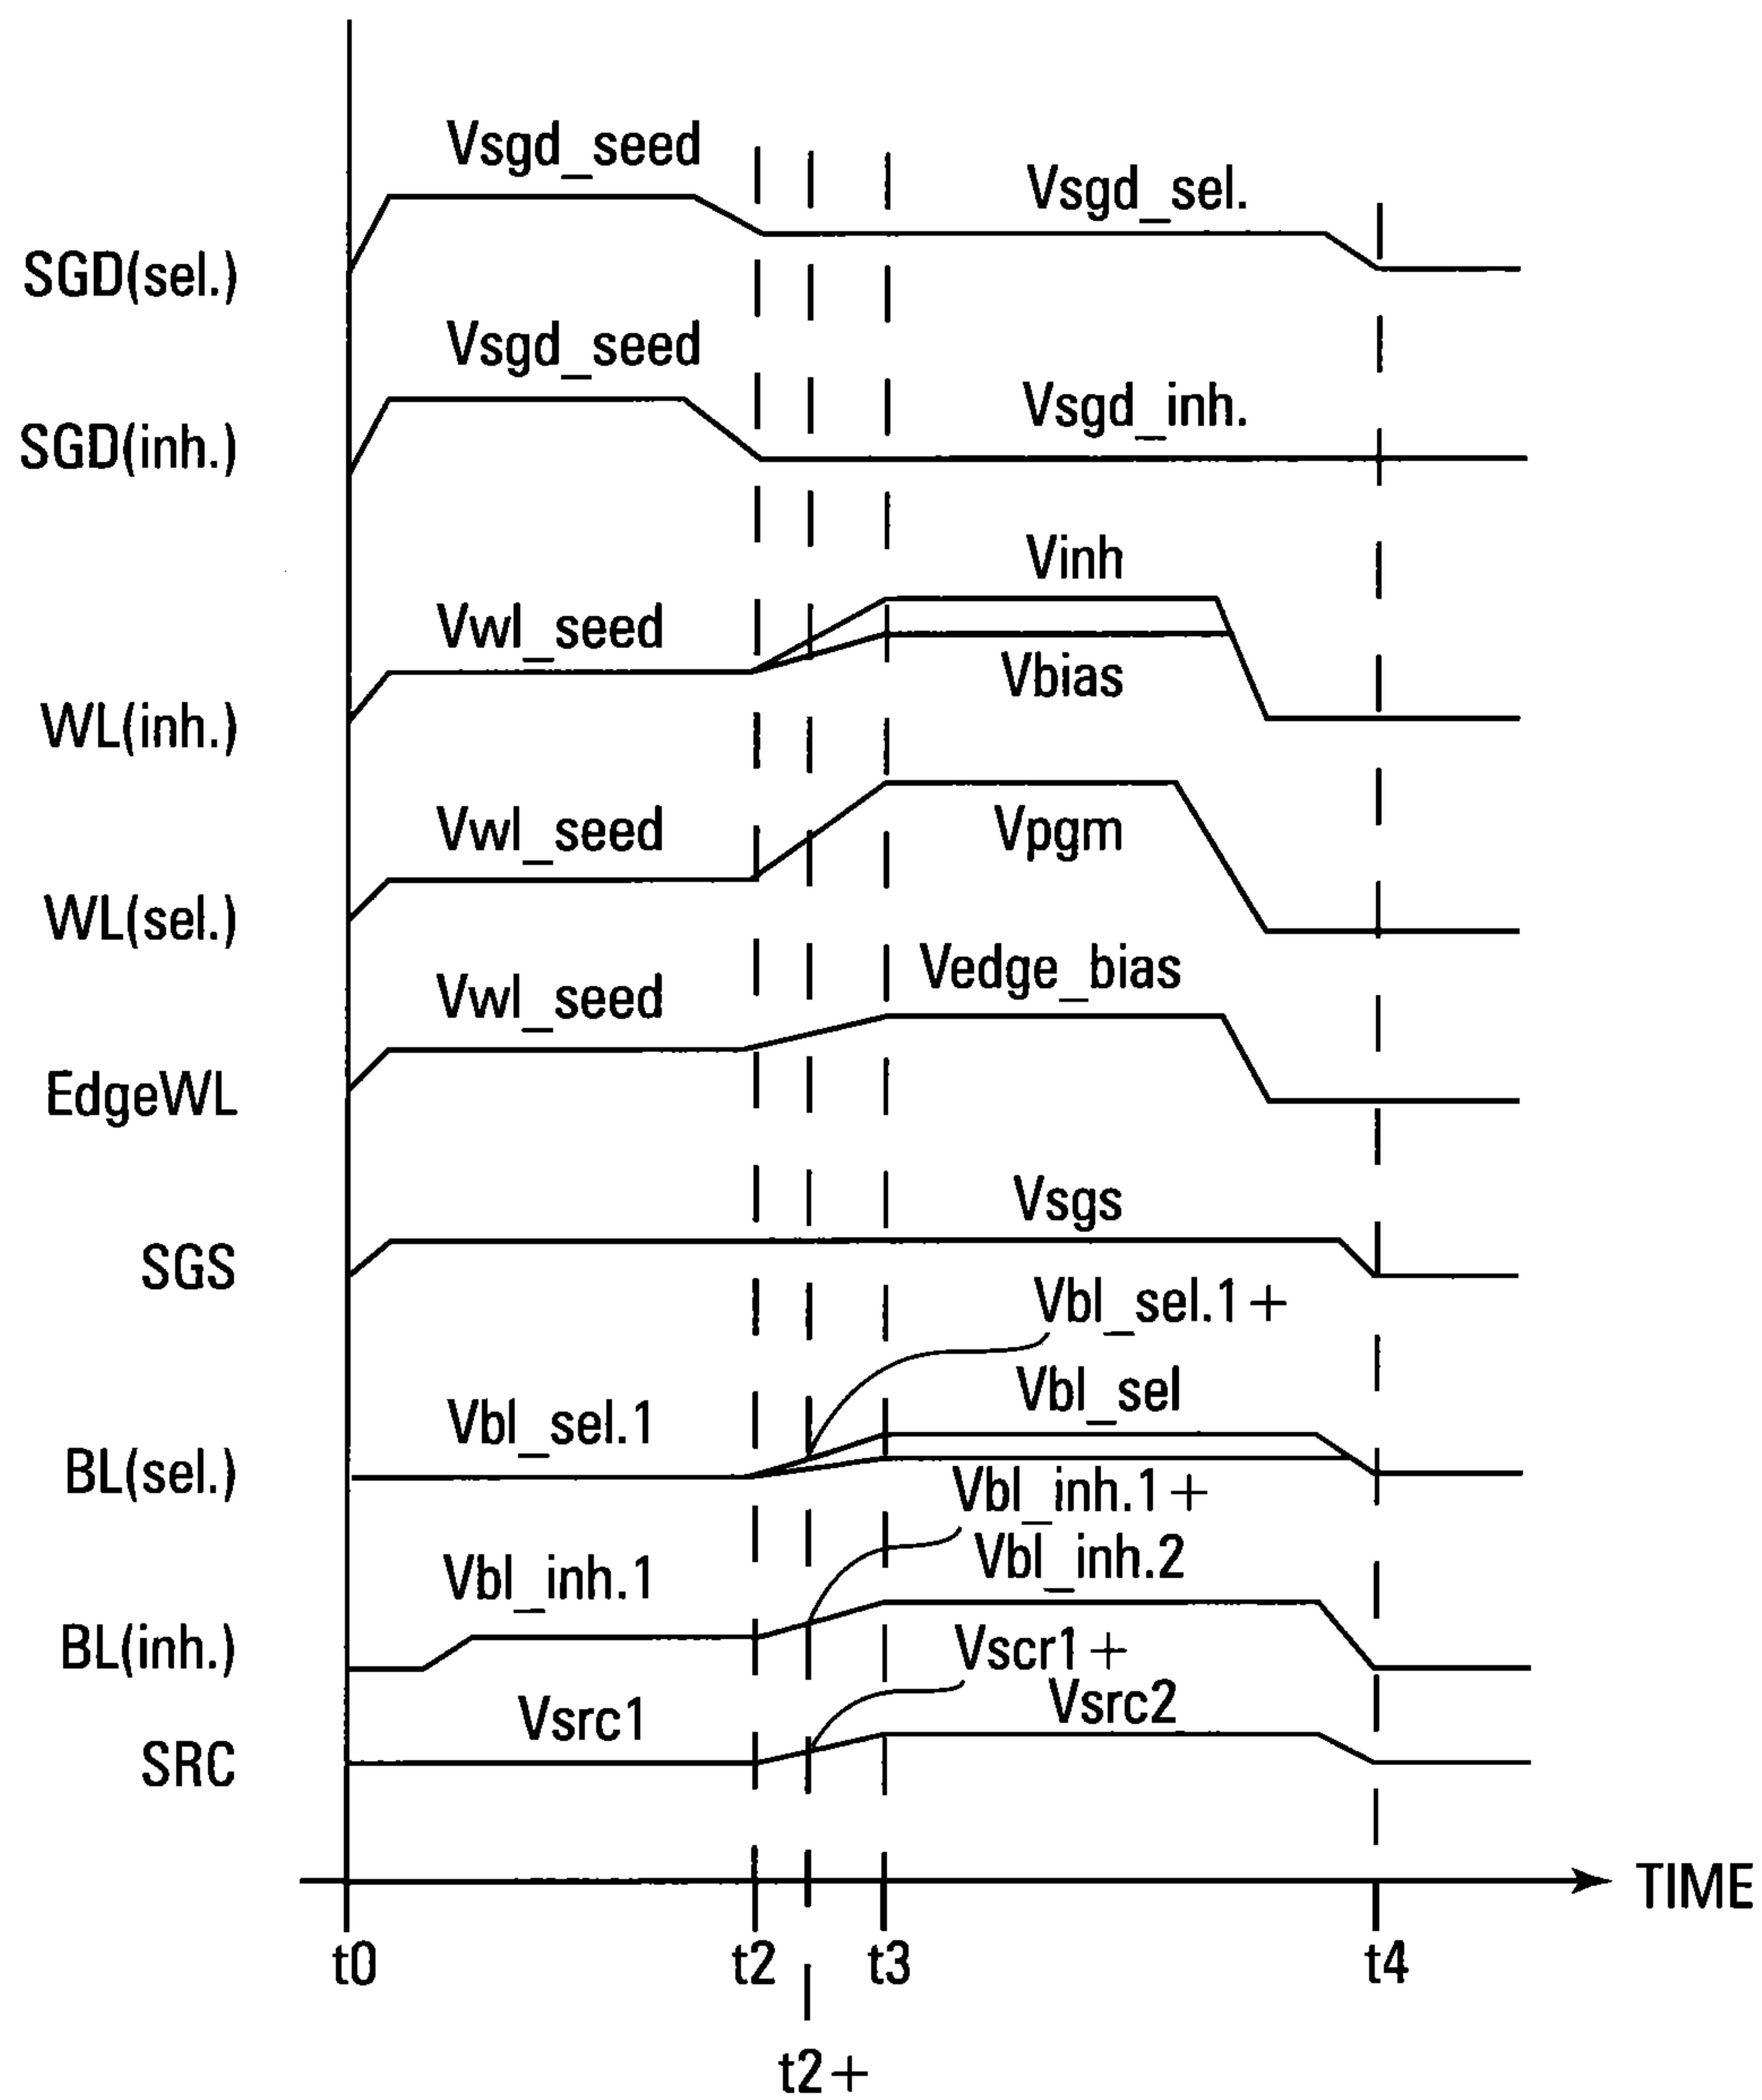 Vsgd_seed
Vsgd_sel.
SGD(sel.)
Vsgd_seed
Vsgd_inh.
SGD(inh.)
Vinh
Vwl_seed
Vbias
WL(inh.)
Vwl_seed
Vpgm
WL(sel.)
Vedge_bias
Vwl_seed
EdgeWL
Vsgs
SGS
Vbl_sel.1+
Vbl_sel
Vbl_sel.1
BL(sel.)
Vbl_inh.1+
Vbl_inh.2
Vbl_inh.1
BL(inh.)
Vscr1+
Vsrc2
Vsrc1
SRC
TIME
t0 t2 t3 t4
t2+